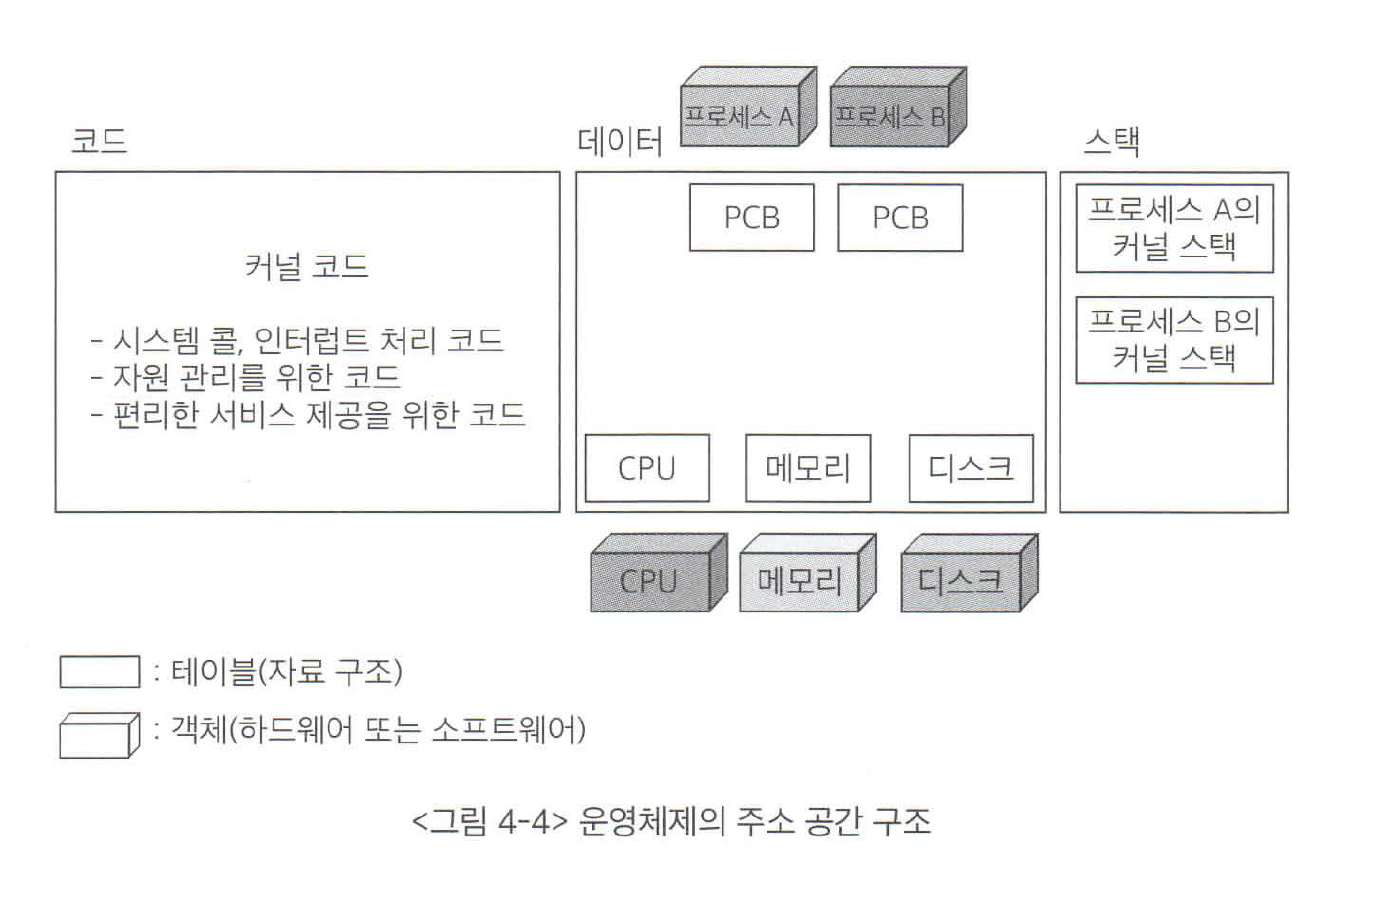 코드
커널 코드
- 시스템 콜, 인터럽트 처리 코드
- 자원 관리를 위한 코드
- 편리한 서비스 제공을 위한 코드
데이터
프로세스 A
프로세스 B
PCB
PCB
CPU
메모리
디스크
CPU
메모리
디스크
스택
프로세스 A의
커널 스택
프로세스 B의
커널 스택
: 테이블(자료 구조)
: 객체(하드웨어 또는 소프트웨어)
<그림 4-4> 운영체제의 주소 공간 구조